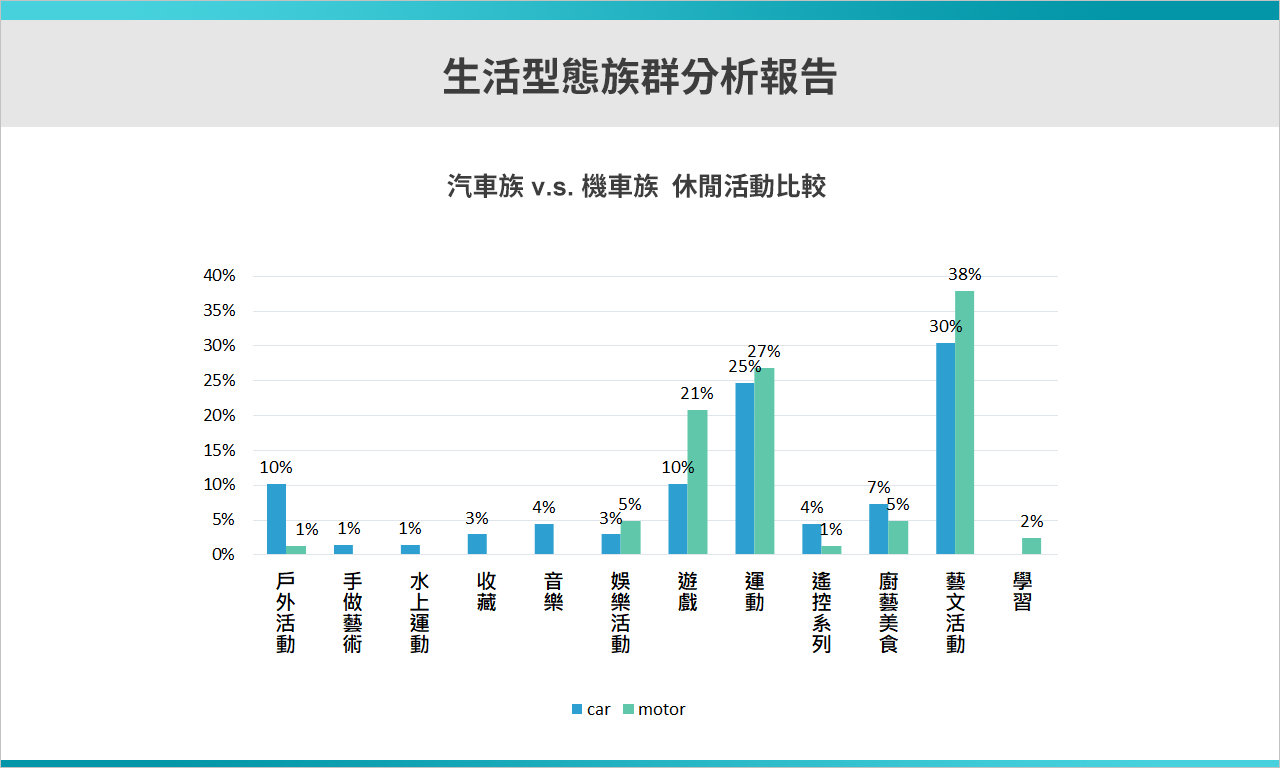 生活型態族群分析報告
汽車族 v.s. 機車族 休閒活動比較
40%
35%
30%
25%
20%
15%
10%
5%
0%
10%
1%
1%
1%
3%
4%
3%
5%
10%
21%
25%
27%
4%
1%
7%
5%
30%
38%
2%
戶外活動
手做藝術
水上運動
收藏
音樂
娛樂活動
遊戲
運動
遙控系列
廚藝美食
藝文活動
學習
car
motor